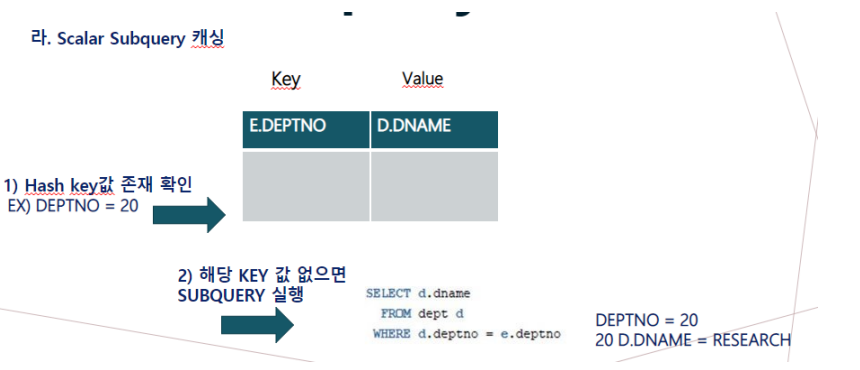 라. Scalar Subquery 캐싱
Key Value
E.DEPTNO D.DNAME
1) Hash key값 존재 확인
EX) DEPTNO = 20
2) 해당 KEY 값 없으면
SUBQUERY 실행
SELECT d.dname
FROM dept d
WHERE d.deptno = e.deptno
DEPTNO = 20
20 D.DNAME = RESEARCH